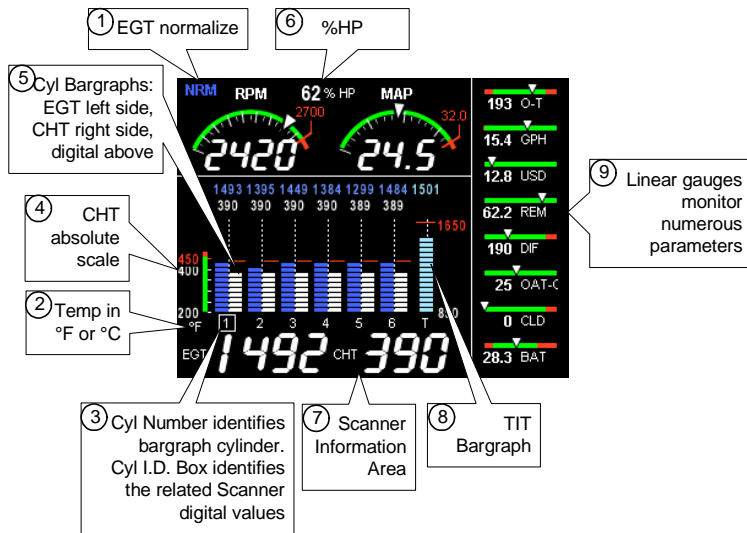 1 EGT normalize
6 %HP
5 Cyl Bargraphs:
EGT left side,
CHT right side,
digital above
4 CHT
absolute
scale
2 Temp in
°F or °C
NRM RPM 62 % HP MAP
2700
32.0
2420 24.5
1493 1395 1449 1384 1299 1484 1501
390 390 390 390 389 389
1650
450
400
200
°F 1 2 3 4 5 6 T
EGT 1492 CHT 390
193 O-T
15.4 GPH
12.8 USD
62.2 REM
190 DIF
25 OAT-C
0 CLD
28.3 BAT
9 Linear gauges
monitor
numerous
parameters
3 Cyl Number identifies
bargraph cylinder.
Cyl I.D. Box identifies
the related Scanner
digital values
7 Scanner
Information
Area
8 TIT
Bargraph